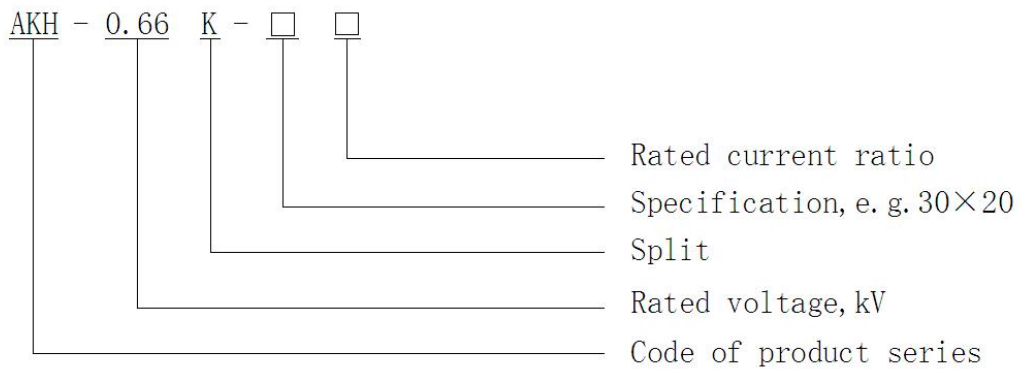 AKH - 0.66 K - □ □
Rated current ratio
Specification,e.g.30×20
Split
Rated voltage,kV
Code of product series